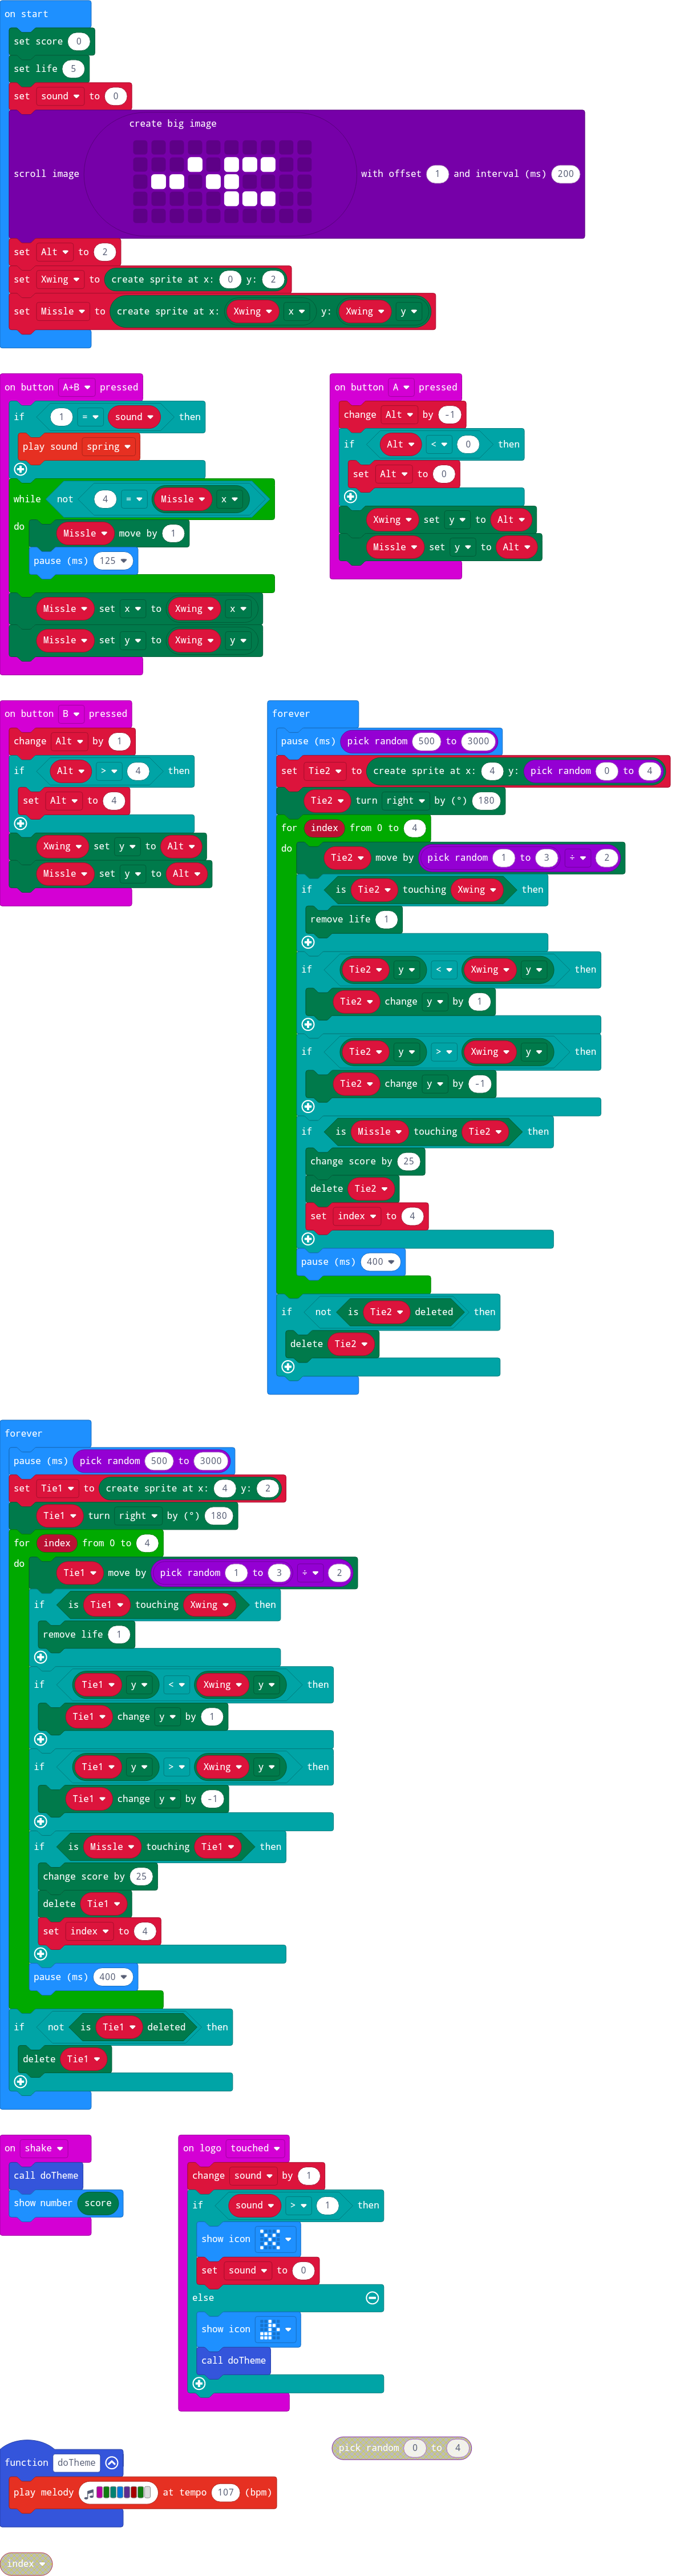 on start
set score 0
set life 5
set sound to 0
create big image
scroll image with offset 1 and interval (ms) 200
set Alt to 2
set Xwing to create sprite at x: 0 y: 2
set Missle to create sprite at x: Xwing x y: Xwing y
on button A+B pressed
if 1 = sound then
play sound spring
while not 4 = Missle x
do Missle move by 1
pause (ms) 125
Missle set x to Xwing x
Missle set y to Xwing y
on button A pressed
change Alt by -1
if Alt < 0 then
set Alt to 0
Xwing set y to Alt
Missle set y to Alt
on button B pressed
change Alt by 1
if Alt > 4 then
set Alt to 4
Xwing set y to Alt
Missle set y to Alt
forever
pause (ms) pick random 500 to 3000
set Tie2 to create sprite at x: 4 y: pick random 0 to 4
Tie2 turn right by (°) 180
for index from 0 to 4
do Tie2 move by pick random 1 to 3 ÷ 2
if is Tie2 touching Xwing then
remove life 1
if Tie2 y < Xwing y then
Tie2 change y by 1
if Tie2 y > Xwing y then
Tie2 change y by -1
if is Missle touching Tie2 then
change score by 25
delete Tie2
set index to 4
pause (ms) 400
if not is Tie2 deleted then
delete Tie2
forever
pause (ms) pick random 500 to 3000
set Tie1 to create sprite at x: 4 y: 2
Tie1 turn right by (°) 180
for index from 0 to 4
do Tie1 move by pick random 1 to 3 ÷ 2
if is Tie1 touching Xwing then
remove life 1
if Tie1 y < Xwing y then
Tie1 change y by 1
if Tie1 y > Xwing y then
Tie1 change y by -1
if is Missle touching Tie1 then
change score by 25
delete Tie1
set index to 4
pause (ms) 400
if not is Tie1 deleted then
delete Tie1
on shake
call doTheme
show number score
on logo touched
change sound by 1
if sound > 1 then
show icon
set sound to 0
else
show icon
call doTheme
function doTheme
play melody at tempo 107 (bpm)
pick random 0 to 4
index